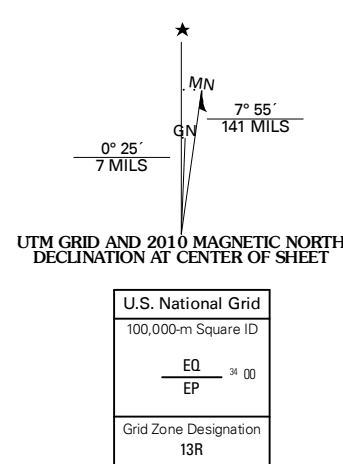 ★
MN
7° 55´
141 MILS
GN
0° 25´
7 MILS
UTM GRID AND 2010 MAGNETIC NORTH
DECLINATION AT CENTER OF SHEET
U.S. National Grid
100,000-m Square ID
EQ
34 00
EP
Grid Zone Designation
13R